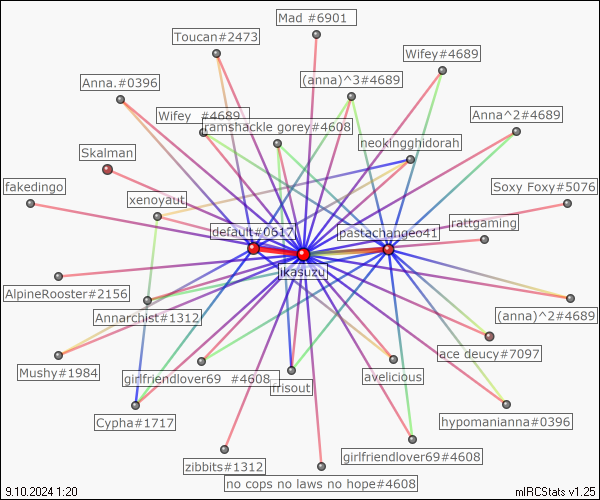 Mad #6901
Toucan#2473
Wifey#4689
Anna.#0396
(anna)^3#4689
Wifey  #4689
Anna^2#4689
ramshackle gorey#4608
neokingghidorah
Skalman
fakedingo
xenoyaut
Soxy Foxy#5076
rattgaming
default#0617
pastachangeo41
ikasuzu
AlpineRooster#2156
Annarchist#1312
(anna)^2#4689
ace deucy#7097
Mushy#1984
girlfriendlover69  #4608
frisout
avelicious
Cypha#1717
hypomanianna#0396
girlfriendlover69#4608
zibbits#1312
no cops no laws no hope#4608
9.10.2024 1:20
mIRCStats v1.25